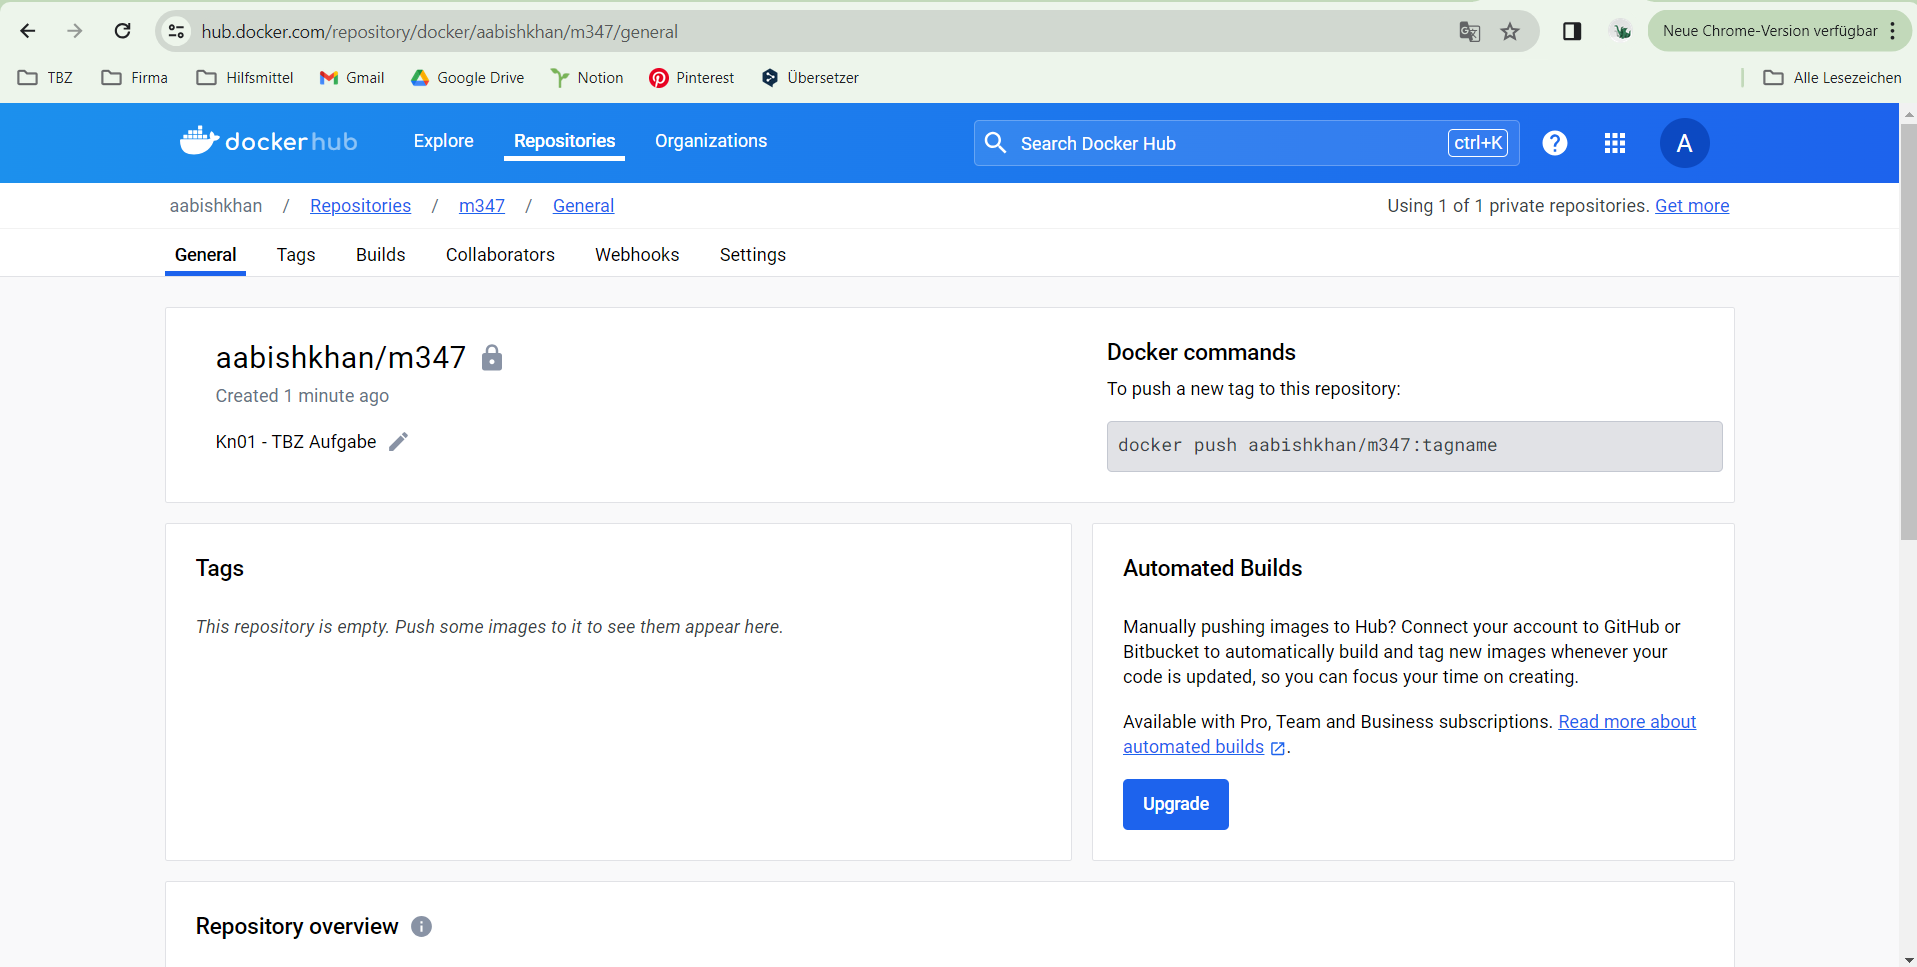 hub.docker.com/repository/docker/aabishkhan/m347/general
Neue Chrome-Version verfügbar
TBZ Firma Hilfsmittel Gmail Google Drive Notion Pinterest Übersetzer Alle Lesezeichen
dockerhub Explore Repositories Organizations Search Docker Hub ctrl+K ? A
aabishkhan / Repositories / m347 / General Using 1 of 1 private repositories. Get more
General Tags Builds Collaborators Webhooks Settings
aabishkhan/m347
Created 1 minute ago
Kn01 - TBZ Aufgabe
Docker commands
To push a new tag to this repository:
docker push aabishkhan/m347:tagname
Tags
This repository is empty. Push some images to it to see them appear here.
Automated Builds
Manually pushing images to Hub? Connect your account to GitHub or
Bitbucket to automatically build and tag new images whenever your
code is updated, so you can focus your time on creating.
Available with Pro, Team and Business subscriptions. Read more about
automated builds .
Upgrade
Repository overview